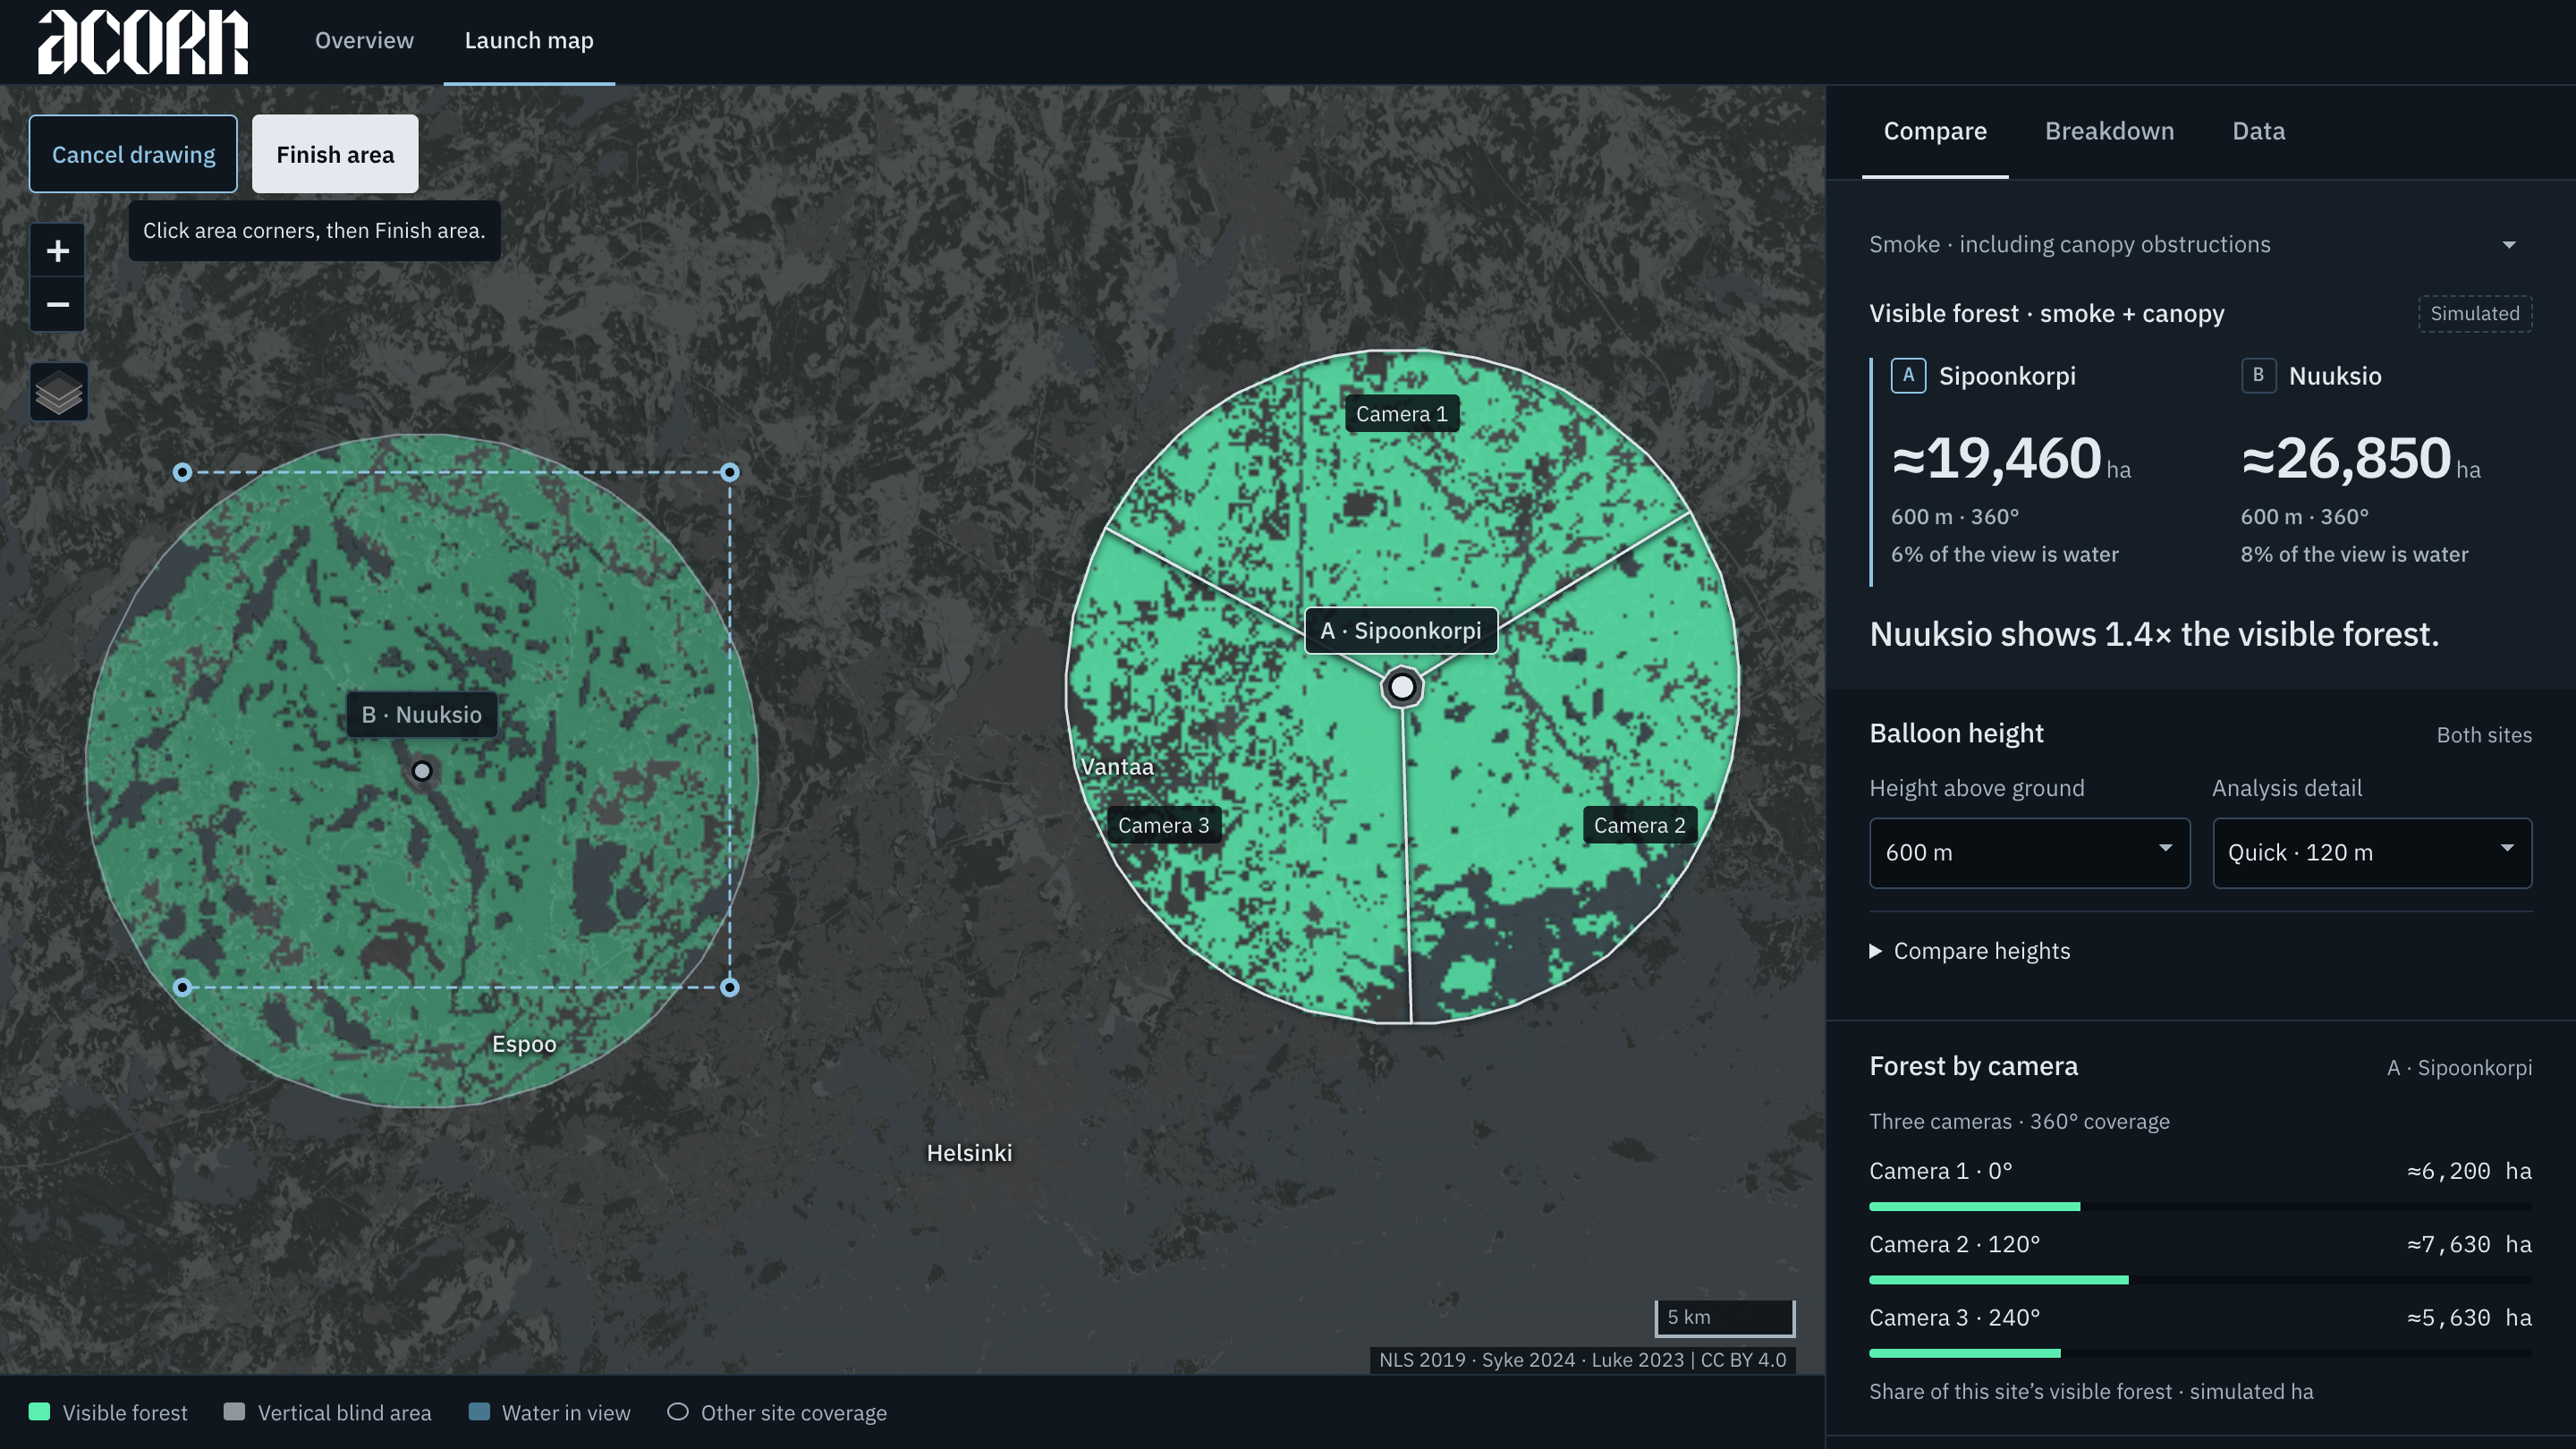 acorn
Overview
Launch map
Cancel drawing
Finish area
Click area corners, then Finish area.
+
−
Camera 1
A · Sipoonkorpi
B · Nuuksio
Vantaa
Camera 3
Camera 2
Espoo
Helsinki
5 km
NLS 2019 · Syke 2024 · Luke 2023 | CC BY 4.0
Visible forest
Vertical blind area
Water in view
Other site coverage
Compare
Breakdown
Data
Smoke · including canopy obstructions
Visible forest · smoke + canopy
Simulated
A Sipoonkorpi
≈19,460 ha
600 m · 360°
6% of the view is water
B Nuuksio
≈26,850 ha
600 m · 360°
8% of the view is water
Nuuksio shows 1.4× the visible forest.
Balloon height
Both sites
Height above ground
Analysis detail
600 m
Quick · 120 m
Compare heights
Forest by camera
A · Sipoonkorpi
Three cameras · 360° coverage
Camera 1 · 0°
≈6,200 ha
Camera 2 · 120°
≈7,630 ha
Camera 3 · 240°
≈5,630 ha
Share of this site’s visible forest · simulated ha